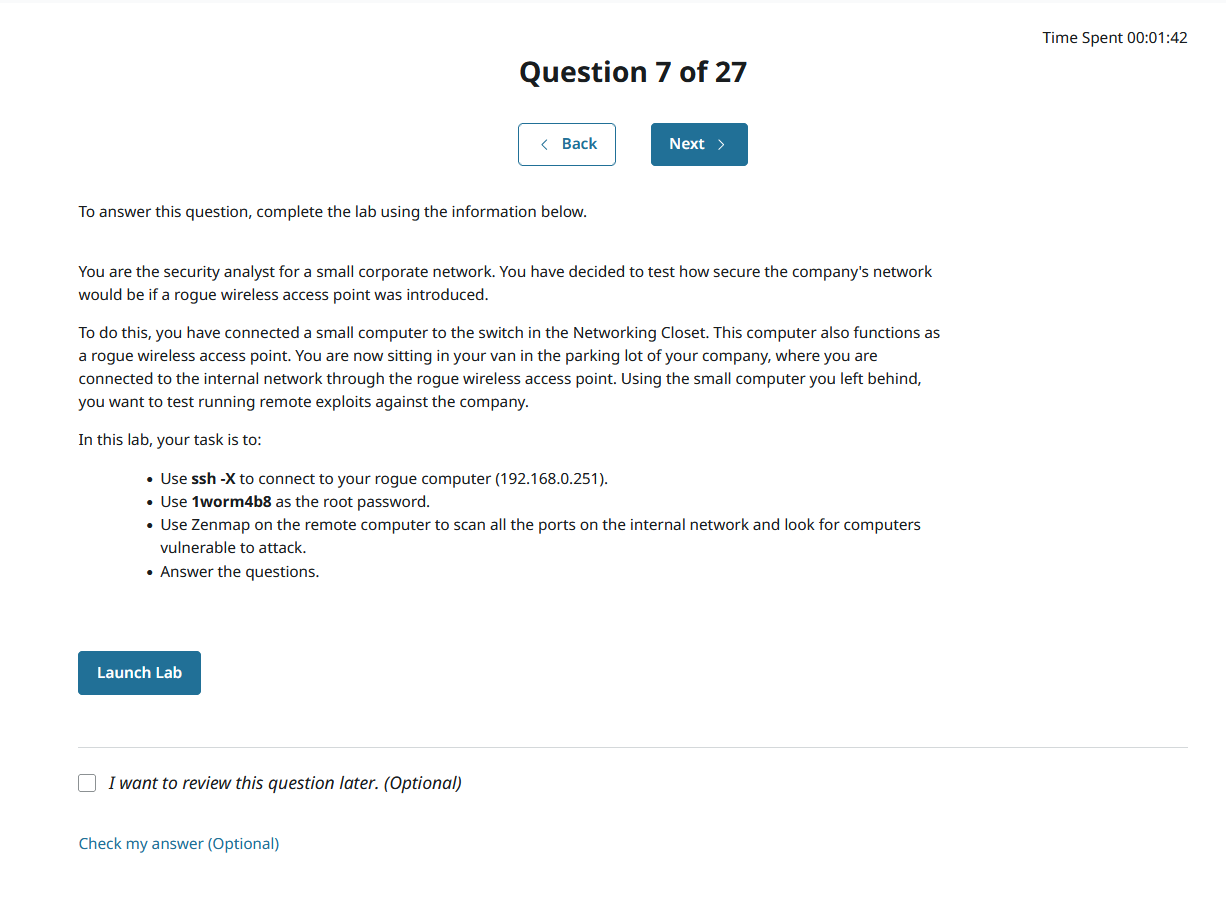 Time Spent 00:01:42
Question 7 of 27
Back
Next
To answer this question, complete the lab using the information below.
You are the security analyst for a small corporate network. You have decided to test how secure the company's network
would be if a rogue wireless access point was introduced.
To do this, you have connected a small computer to the switch in the Networking Closet. This computer also functions as
a rogue wireless access point. You are now sitting in your van in the parking lot of your company, where you are
connected to the internal network through the rogue wireless access point. Using the small computer you left behind,
you want to test running remote exploits against the company.
In this lab, your task is to:
• Use ssh -X to connect to your rogue computer (192.168.0.251).
• Use 1worm4b8 as the root password.
• Use Zenmap on the remote computer to scan all the ports on the internal network and look for computers
vulnerable to attack.
• Answer the questions.
Launch Lab
I want to review this question later. (Optional)
Check my answer (Optional)